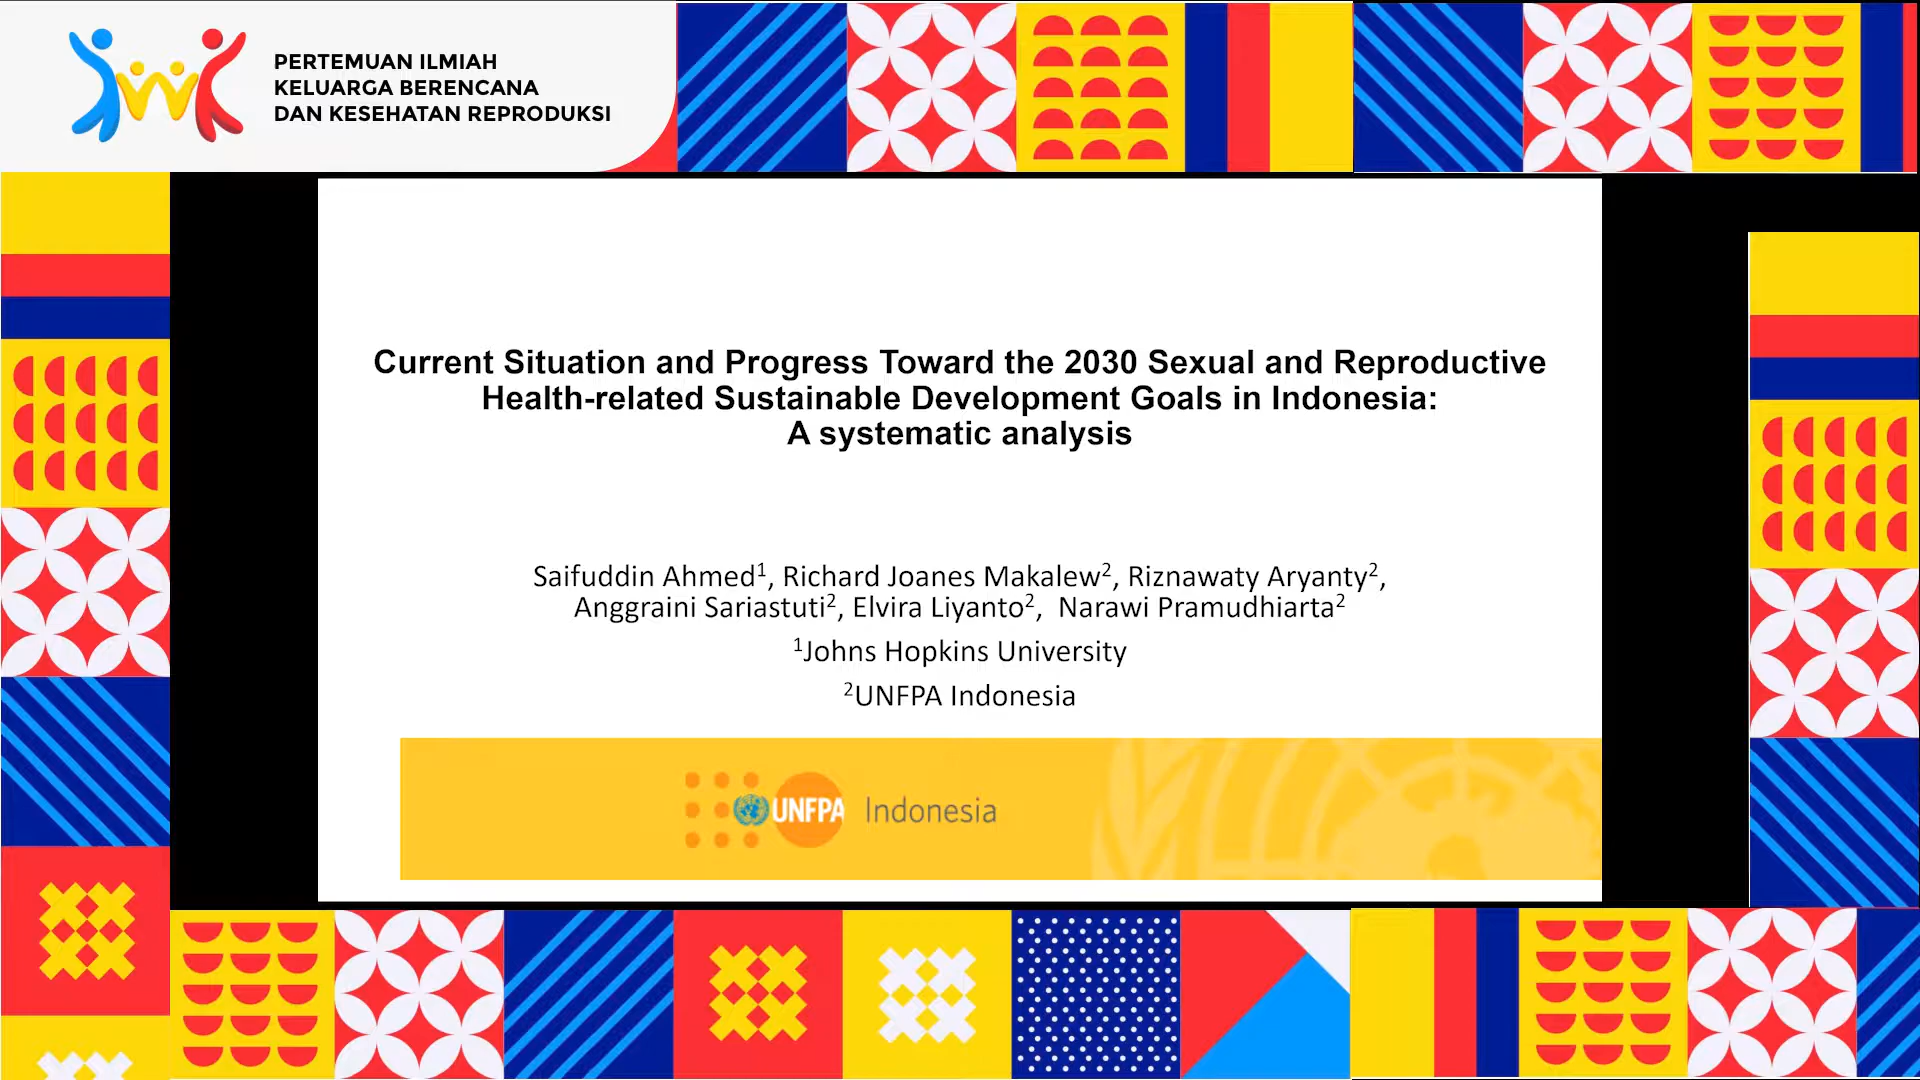 PERTEMUAN ILMIAH
KELUARGA BERENCANA
DAN KESEHATAN REPRODUKSI
Current Situation and Progress Toward the 2030 Sexual and Reproductive
Health-related Sustainable Development Goals in Indonesia:
A systematic analysis
Saifuddin Ahmed¹, Richard Joanes Makalew², Riznawaty Aryanty²,
Anggraini Sariastuti², Elvira Liyanto², Narawi Pramudhiarta²
¹Johns Hopkins University
²UNFPA Indonesia
UNFPA Indonesia